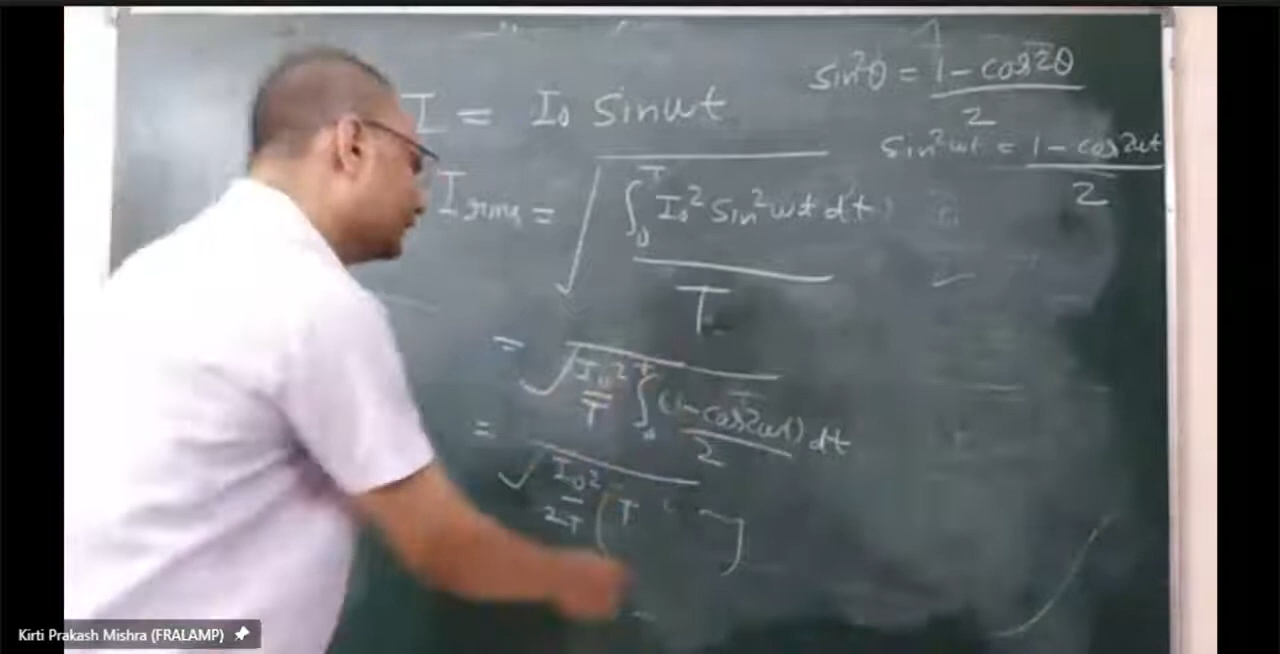 I = I₀ sinωt
sin²θ = (1 - cos2θ)/2
sin²ωt = (1 - cos2ωt)/2
Irms = √(∫₀ᵀ I₀² sin²ωt dt / T)
= √(I₀²/T ∫₀ᵀ (1-cos2ωt)/2 dt)
= √(I₀²/2T [T ]
Kirti Prakash Mishra (FRALAMP)